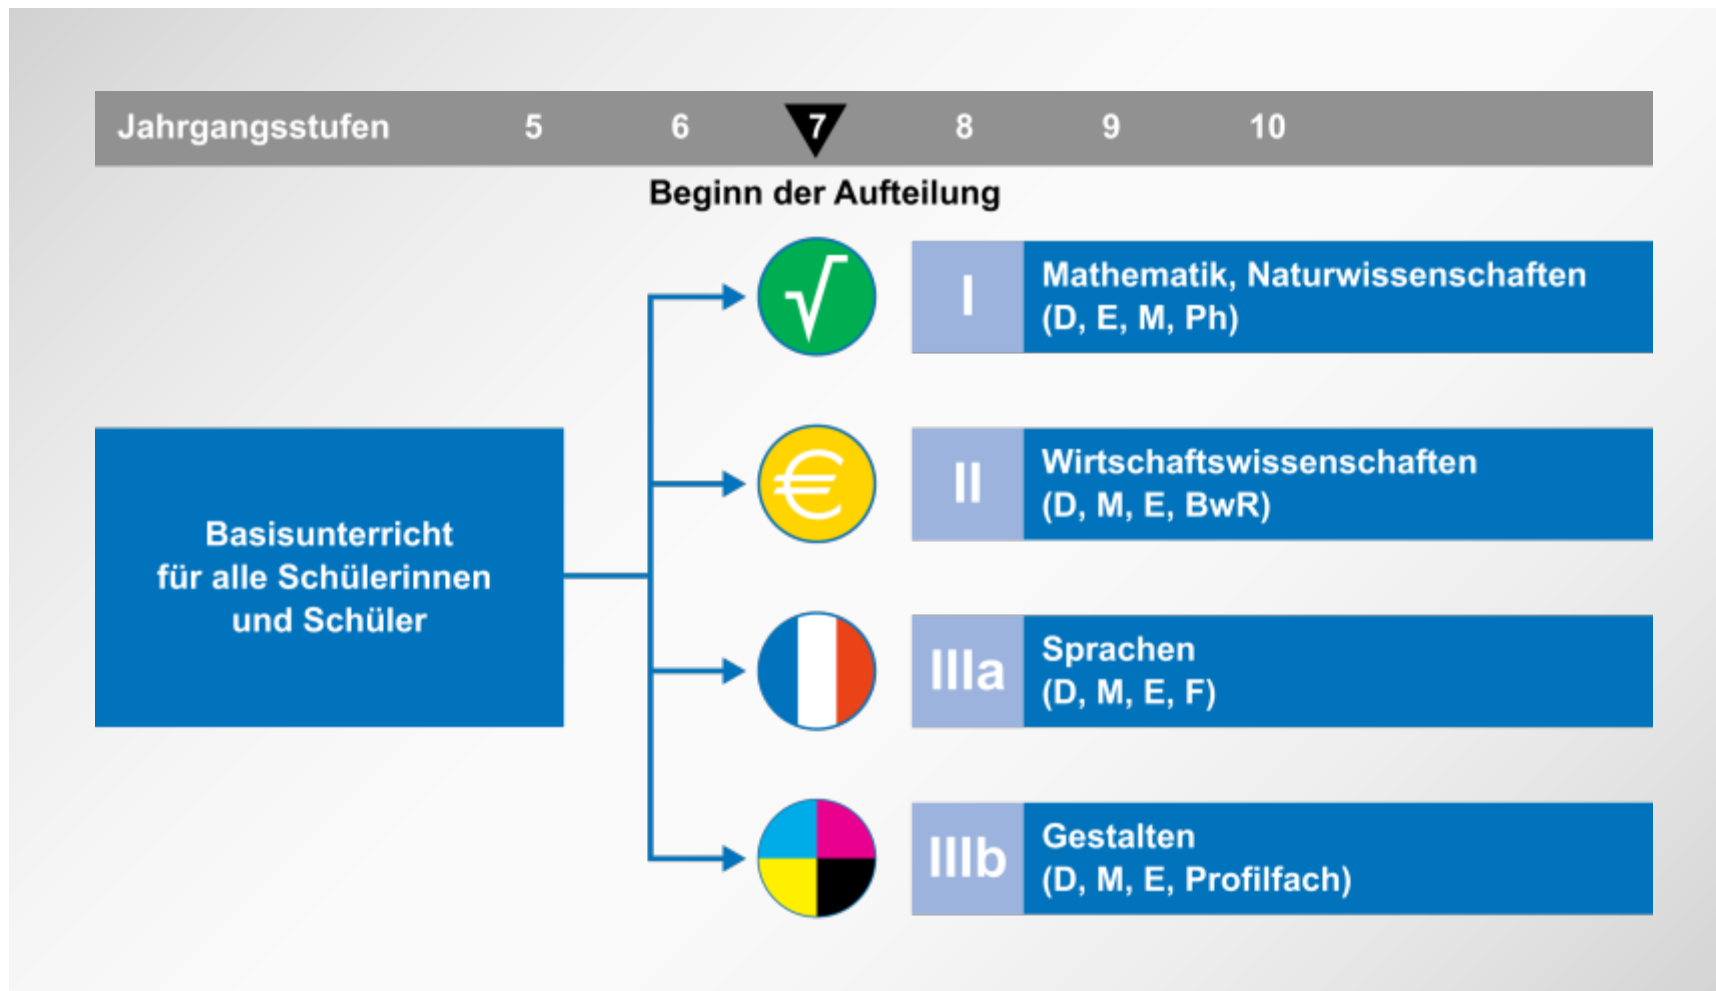 Jahrgangsstufen 5 6 7 8 9 10
Beginn der Aufteilung
Basisunterricht
für alle Schülerinnen
und Schüler
√
I
Mathematik, Naturwissenschaften
(D, E, M, Ph)
€
II
Wirtschaftswissenschaften
(D, M, E, BwR)
IIIa
Sprachen
(D, M, E, F)
IIIb
Gestalten
(D, M, E, Profilfach)